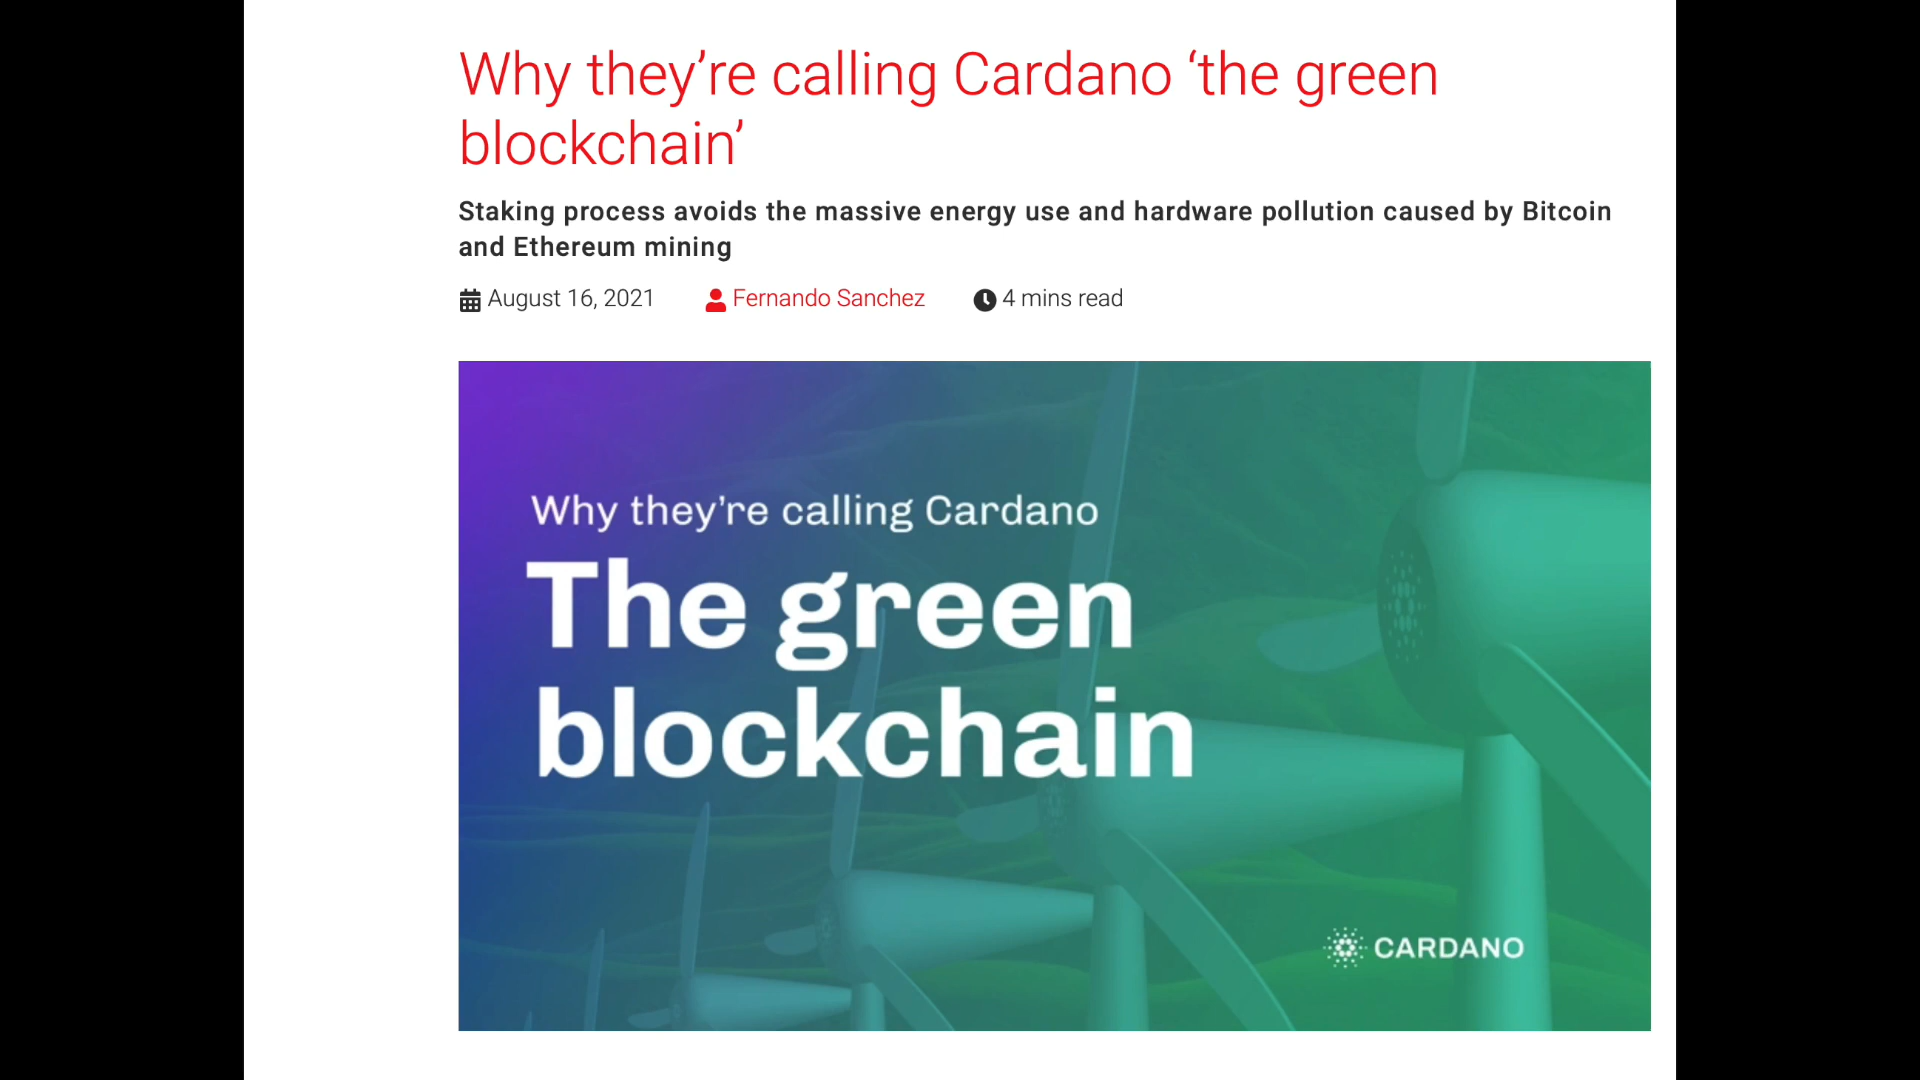 Why they’re calling Cardano ‘the green
blockchain’
Staking process avoids the massive energy use and hardware pollution caused by Bitcoin
and Ethereum mining
August 16, 2021 Fernando Sanchez 4 mins read
Why they’re calling Cardano
The green
blockchain
CARDANO